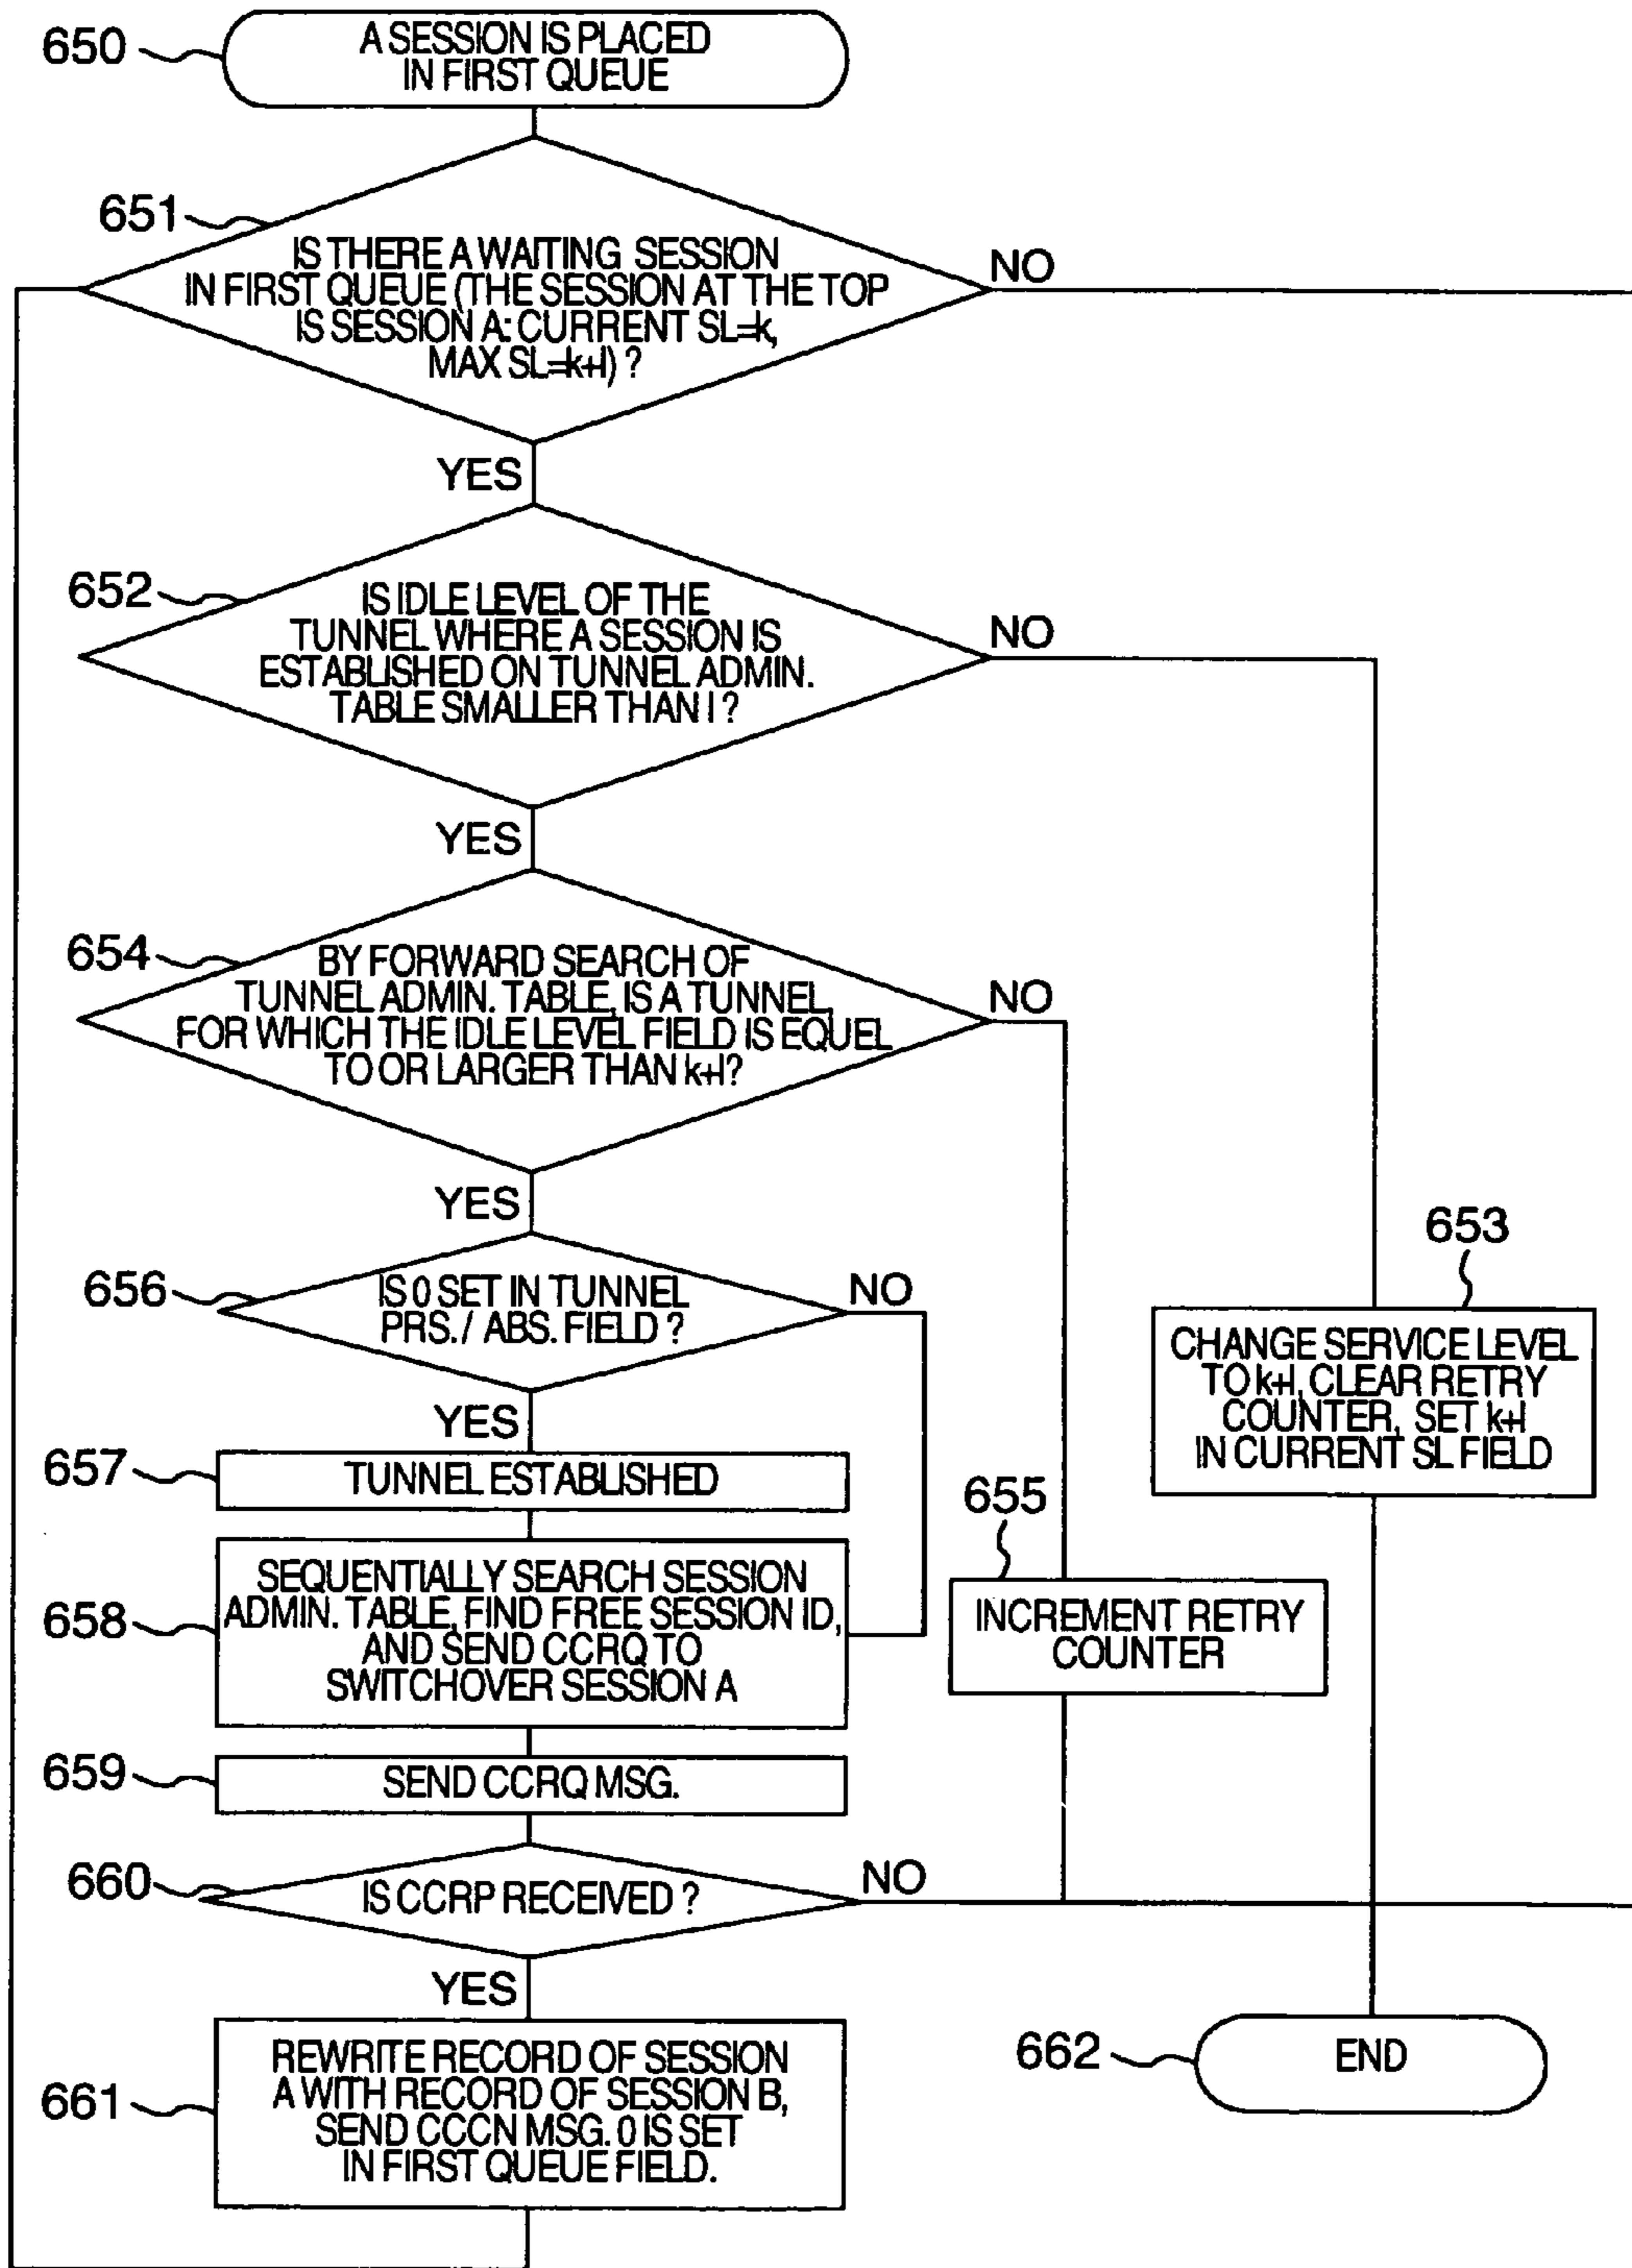 650
A SESSION IS PLACED
IN FIRST QUEUE
651
IS THERE A WAITING SESSION
IN FIRST QUEUE (THE SESSION AT THE TOP
IS SESSION A: CURRENT SL=k,
MAX SL=k+l) ?
NO
YES
652
IS IDLE LEVEL OF THE
TUNNEL WHERE A SESSION IS
ESTABLISHED ON TUNNEL ADMIN.
TABLE SMALLER THAN l ?
NO
YES
654
BY FORWARD SEARCH OF
TUNNEL ADMIN. TABLE, IS A TUNNEL
FOR WHICH THE IDLE LEVEL FIELD IS EQUEL
TO OR LARGER THAN k+l?
NO
YES
653
656
IS 0 SET IN TUNNEL
PRS. / ABS. FIELD ?
NO
CHANGE SERVICE LEVEL
TO k+l, CLEAR RETRY
COUNTER, SET k+l
IN CURRENT SL FIELD
YES
657
TUNNEL ESTABLISHED
655
658
SEQUENTIALLY SEARCH SESSION
ADMIN. TABLE, FIND FREE SESSION ID,
AND SEND CCRQ TO
SWITCHOVER SESSION A
INCREMENT RETRY
COUNTER
659
SEND CCRQ MSG.
660
IS CCRP RECEIVED ?
NO
YES
661
REWRITE RECORD OF SESSION
A WITH RECORD OF SESSION B,
SEND CCCN MSG. 0 IS SET
IN FIRST QUEUE FIELD.
662
END